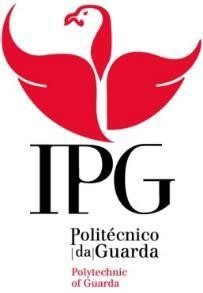 IPG
Politécnico
|da|Guarda
Polytechnic
of Guarda